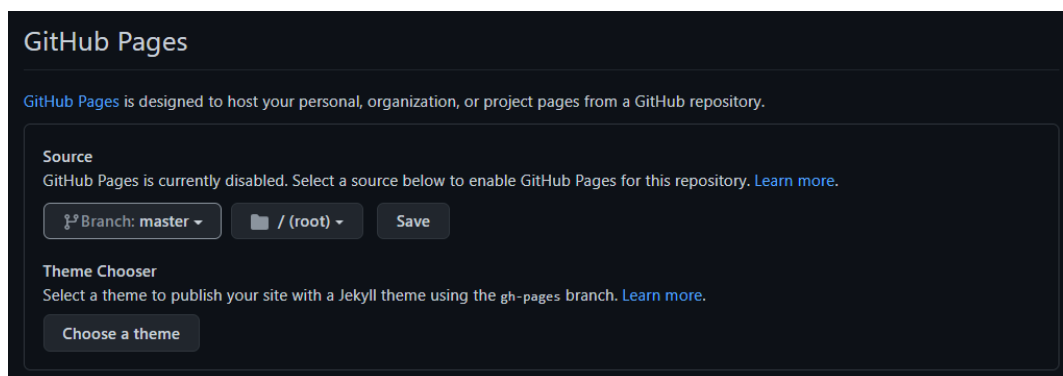 GitHub Pages
GitHub Pages is designed to host your personal, organization, or project pages from a GitHub repository.
Source
GitHub Pages is currently disabled. Select a source below to enable GitHub Pages for this repository. Learn more.
Branch: master / (root) Save
Theme Chooser
Select a theme to publish your site with a Jekyll theme using the gh-pages branch. Learn more.
Choose a theme